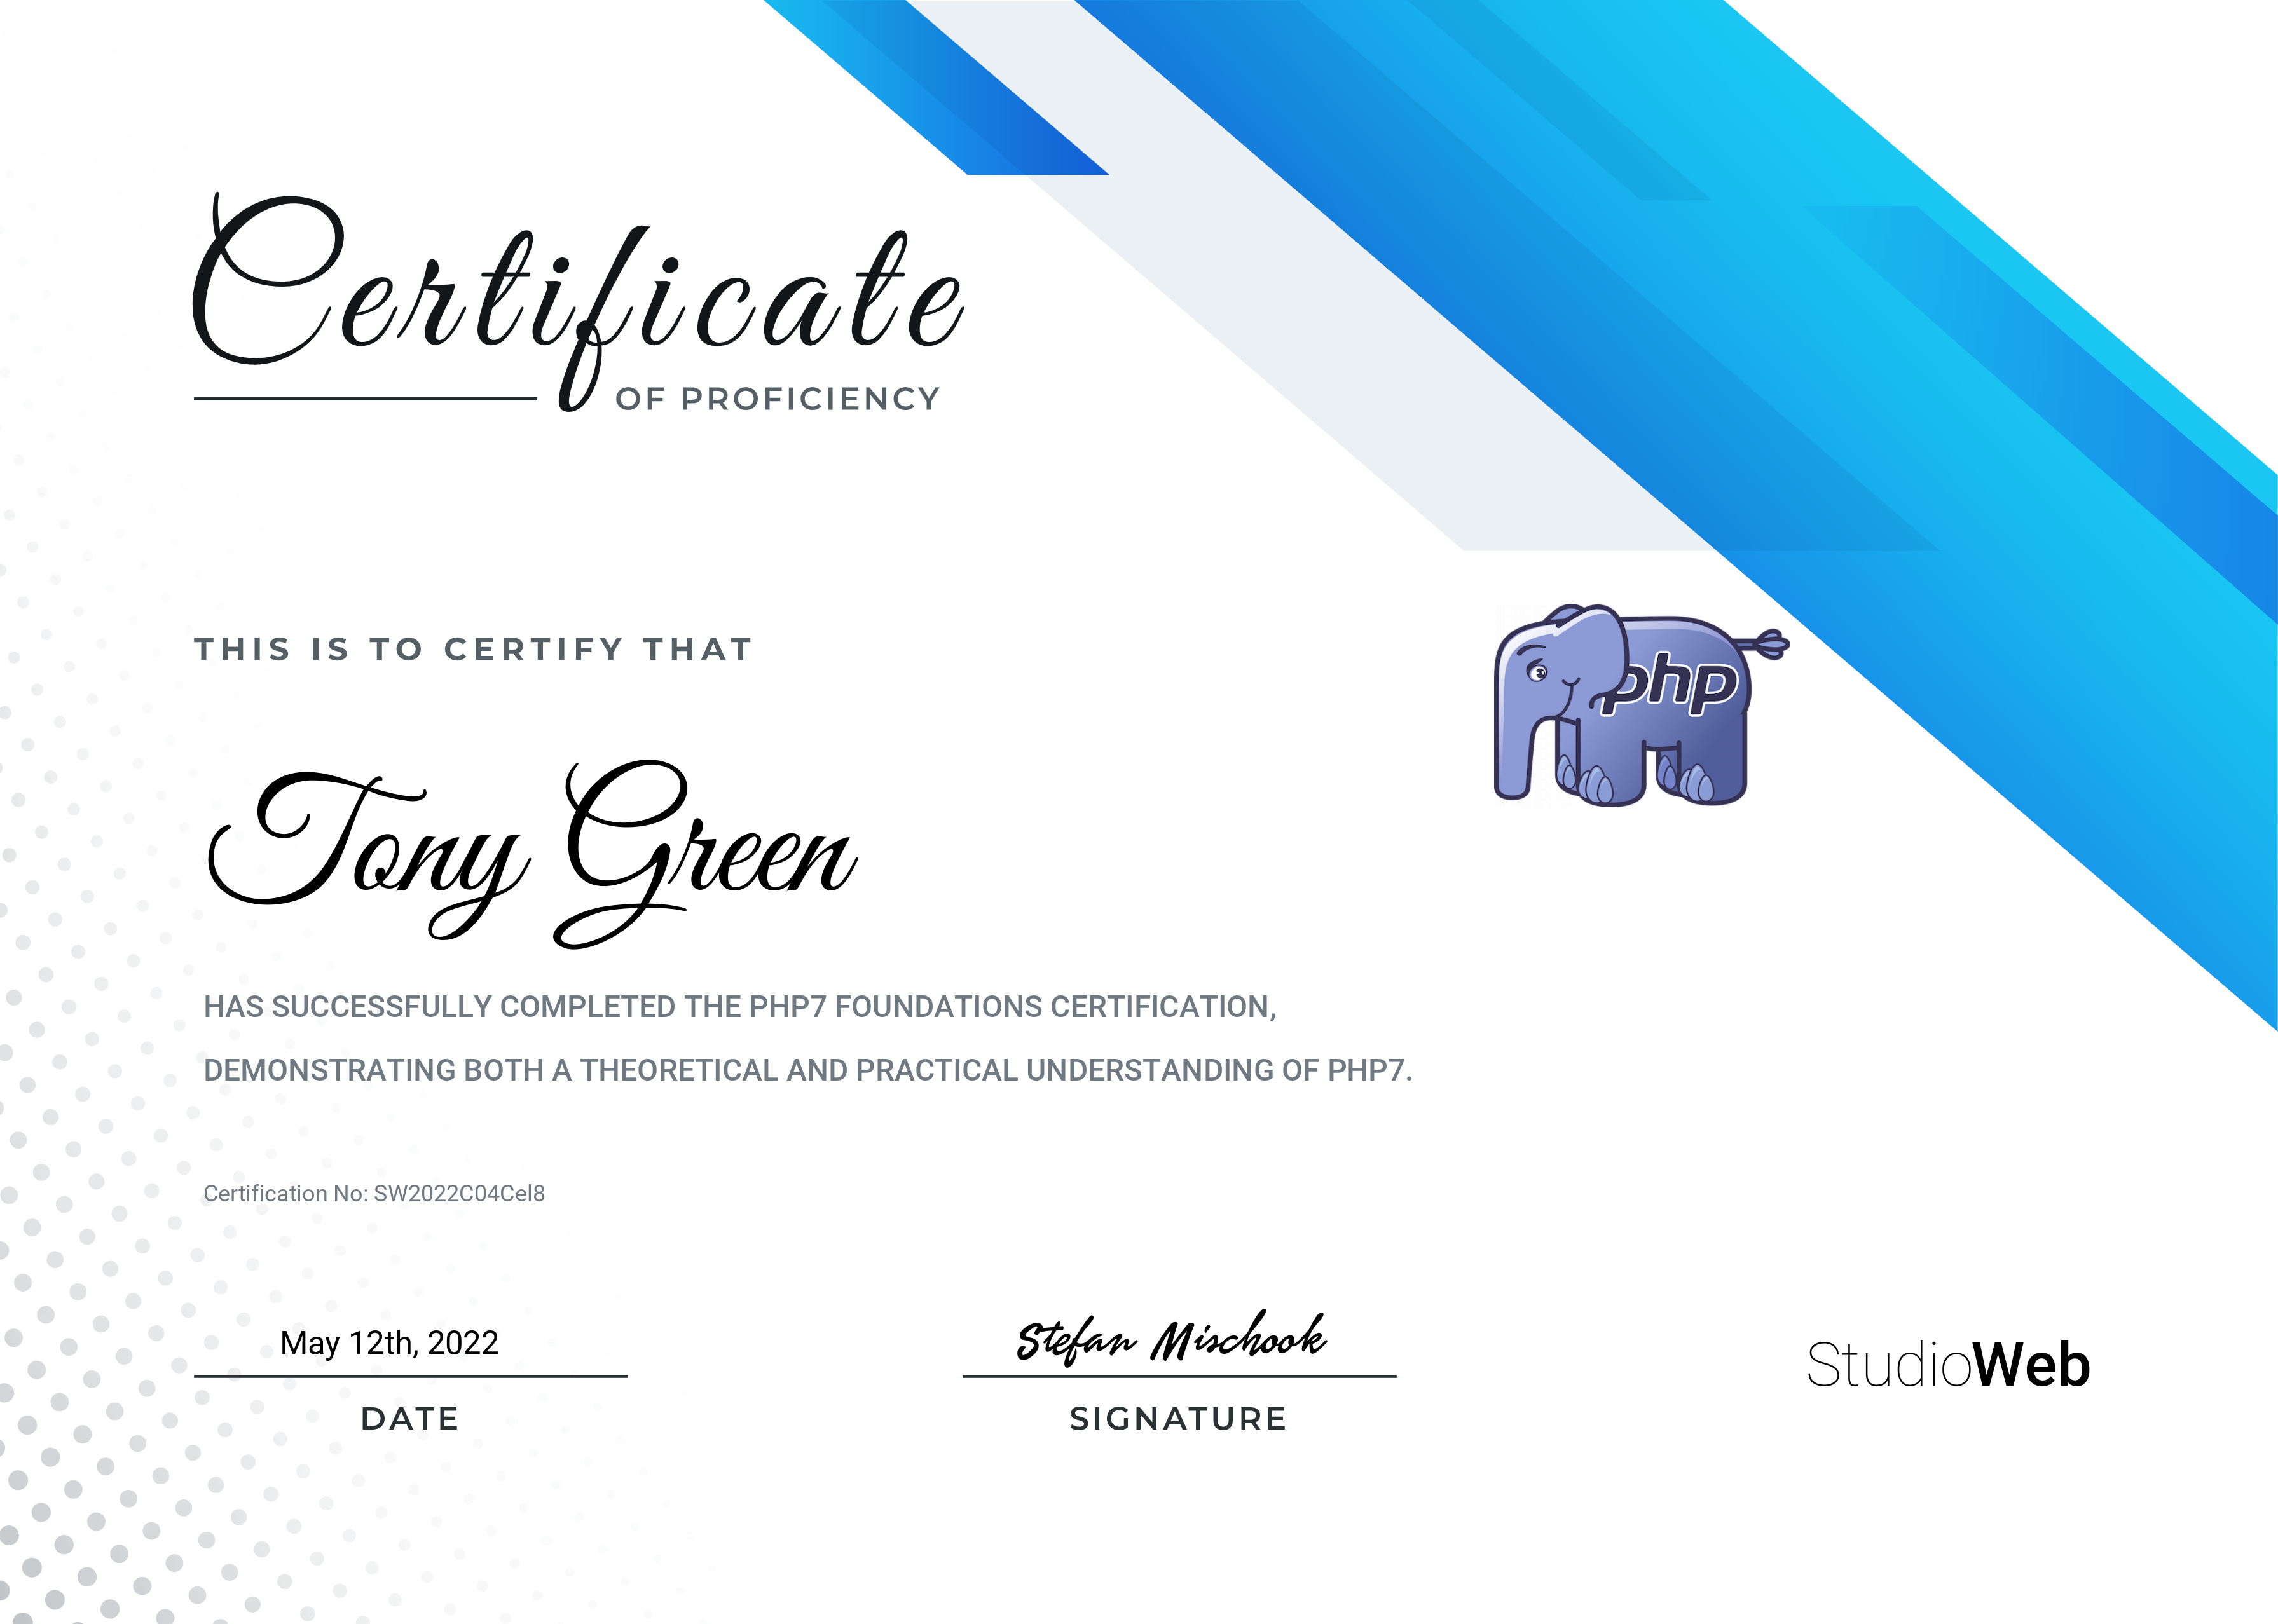 Certificate
OF PROFICIENCY
THIS IS TO CERTIFY THAT
php
Tony Green
HAS SUCCESSFULLY COMPLETED THE PHP7 FOUNDATIONS CERTIFICATION,
DEMONSTRATING BOTH A THEORETICAL AND PRACTICAL UNDERSTANDING OF PHP7.
Certification No: SW2022C04Cel8
May 12th, 2022
DATE
Stefan Mischook
SIGNATURE
StudioWeb